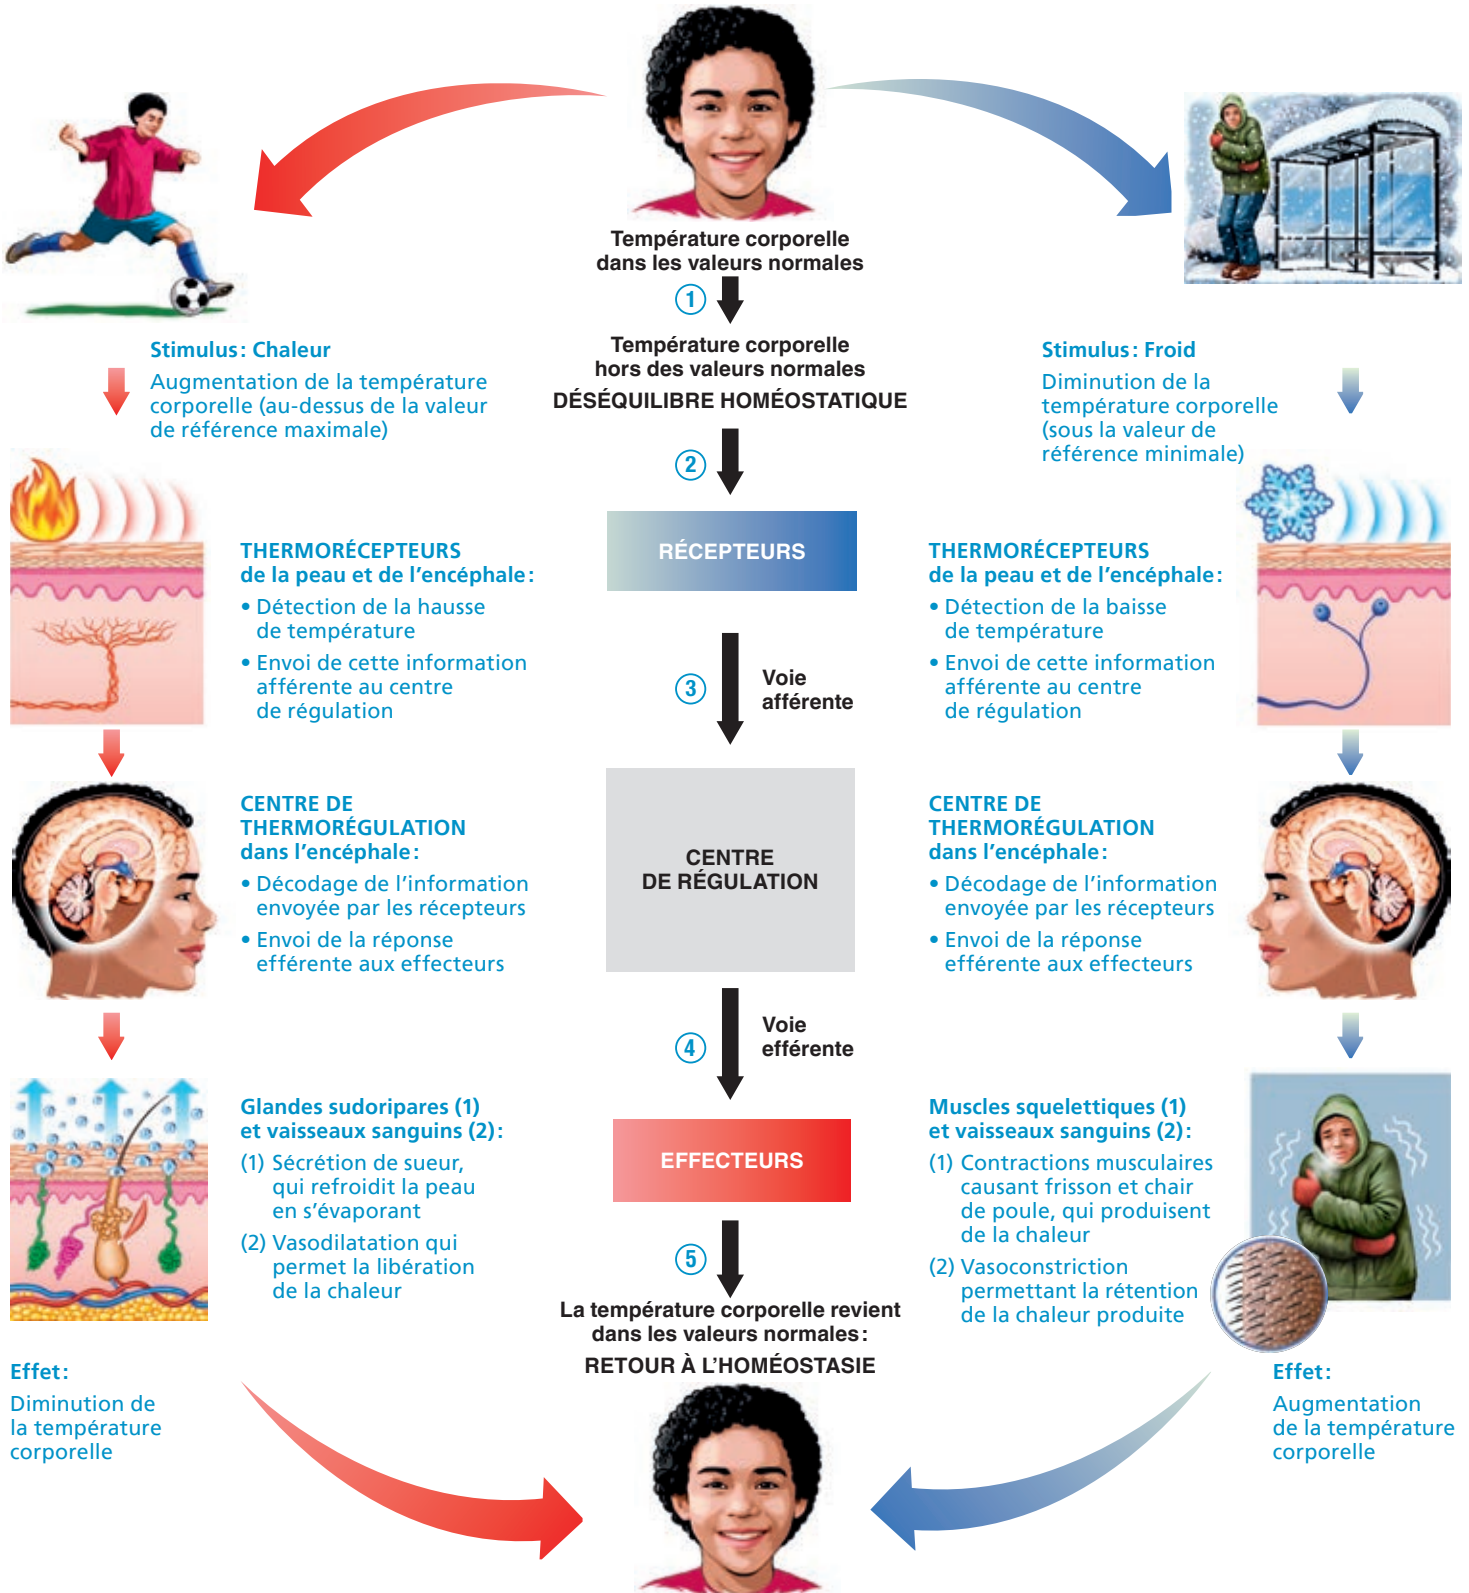 Température corporelle
dans les valeurs normales
1
Température corporelle
hors des valeurs normales
DÉSÉQUILIBRE HOMÉOSTATIQUE
2
RÉCEPTEURS
3
Voie
afférente
CENTRE
DE RÉGULATION
4
Voie
efférente
EFFECTEURS
5
La température corporelle revient
dans les valeurs normales :
RETOUR À L’HOMÉOSTASIE
Stimulus : Chaleur
Augmentation de la température
corporelle (au-dessus de la valeur
de référence maximale)
THERMORÉCEPTEURS
de la peau et de l’encéphale :
• Détection de la hausse
de température
• Envoi de cette information
afférente au centre
de régulation
CENTRE DE
THERMORÉGULATION
dans l’encéphale :
• Décodage de l’information
envoyée par les récepteurs
• Envoi de la réponse
efférente aux effecteurs
Glandes sudoripares (1)
et vaisseaux sanguins (2) :
(1) Sécrétion de sueur,
qui refroidit la peau
en s’évaporant
(2) Vasodilatation qui
permet la libération
de la chaleur
Effet :
Diminution de
la température
corporelle
Stimulus : Froid
Diminution de la
température corporelle
(sous la valeur de
référence minimale)
THERMORÉCEPTEURS
de la peau et de l’encéphale :
• Détection de la baisse
de température
• Envoi de cette information
afférente au centre
de régulation
CENTRE DE
THERMORÉGULATION
dans l’encéphale :
• Décodage de l’information
envoyée par les récepteurs
• Envoi de la réponse
efférente aux effecteurs
Muscles squelettiques (1)
et vaisseaux sanguins (2) :
(1) Contractions musculaires
causant frisson et chair
de poule, qui produisent
de la chaleur
(2) Vasoconstriction
permettant la rétention
de la chaleur produite
Effet :
Augmentation
de la température
corporelle